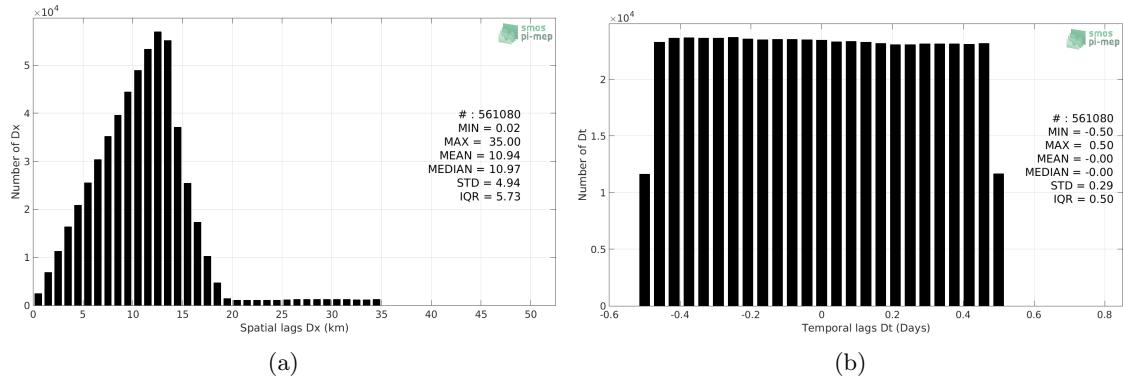 ×10⁴
smos
pi-mep
5
4
3
2
1
0
Number of Dx
# : 561080
MIN = 0.02
MAX = 35.00
MEAN = 10.94
MEDIAN = 10.97
STD = 4.94
IQR = 5.73
0 5 10 15 20 25 30 35 40 45 50
Spatial lags Dx (km)
(a)
×10⁴
smos
pi-mep
2
1.5
1
0.5
0
Number of Dt
# : 561080
MIN = -0.50
MAX = 0.50
MEAN = -0.00
MEDIAN = -0.00
STD = 0.29
IQR = 0.50
-0.6 -0.4 -0.2 0 0.2 0.4 0.6 0.8
Temporal lags Dt (Days)
(b)